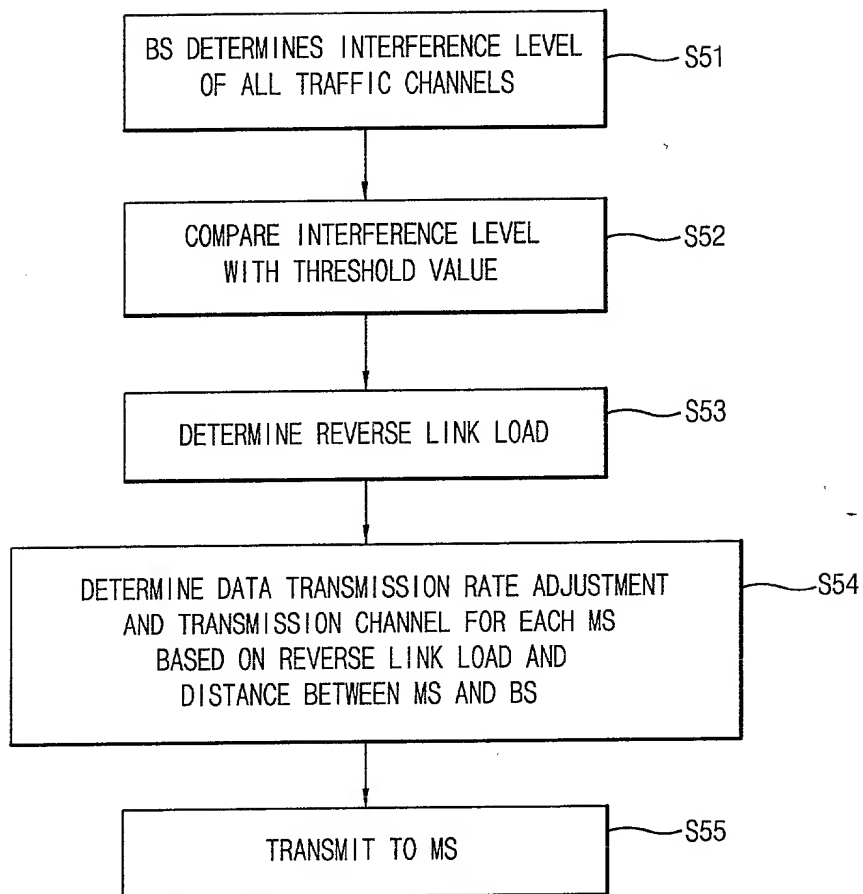 BS DETERMINES INTERFERENCE LEVEL
OF ALL TRAFFIC CHANNELS
S51
COMPARE INTERFERENCE LEVEL
WITH THRESHOLD VALUE
S52
DETERMINE REVERSE LINK LOAD
S53
DETERMINE DATA TRANSMISSION RATE ADJUSTMENT
AND TRANSMISSION CHANNEL FOR EACH MS
BASED ON REVERSE LINK LOAD AND
DISTANCE BETWEEN MS AND BS
S54
TRANSMIT TO MS
S55